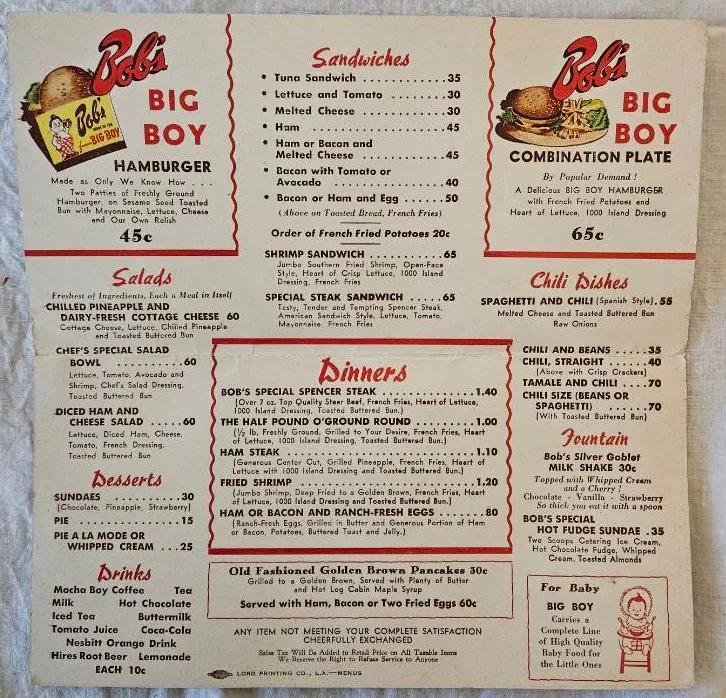 Bob's
BIG
BOY
Bob's
HOME OF THE
BIG BOY
HAMBURGER
Made as Only We Know How . . .
Two Patties of Freshly Ground
Hamburger, on Sesame Seed Toasted
Bun with Mayonnaise, Lettuce, Cheese
and Our Own Relish
45c
Sandwiches
• Tuna Sandwich . . . . . . . . . . 35
• Lettuce and Tomato . . . . . . . 30
• Melted Cheese . . . . . . . . . . 30
• Ham . . . . . . . . . . . . . . . . 45
• Ham or Bacon and
Melted Cheese . . . . . . . . . . 45
• Bacon with Tomato or
Avocado . . . . . . . . . . . . . 40
• Bacon or Ham and Egg . . . . . 50
(Above on Toasted Bread, French Fries)
Order of French Fried Potatoes 20c
SHRIMP SANDWICH . . . . . . . . . 65
Jumbo Southern Fried Shrimp, Open-Face
Style, Heart of Crisp Lettuce, 1000 Island
Dressing, French Fries
SPECIAL STEAK SANDWICH . . . . . 65
Tasty, Tender and Tempting Spencer Steak,
American Sandwich Style, Lettuce, Tomato,
Mayonnaise, French Fries
Bob's
BIG
BOY
COMBINATION PLATE
By Popular Demand !
A Delicious BIG BOY HAMBURGER
with French Fried Potatoes and
Heart of Lettuce, 1000 Island Dressing
65c
Salads
Freshest of Ingredients, Each a Meal in Itself
CHILLED PINEAPPLE AND
DAIRY-FRESH COTTAGE CHEESE 60
Cottage Cheese, Lettuce, Chilled Pineapple
and Toasted Buttered Bun
CHEF'S SPECIAL SALAD
BOWL . . . . . . . . . . . . . 60
Lettuce, Tomato, Avocado and
Shrimp, Chef's Salad Dressing,
Toasted Buttered Bun
DICED HAM AND
CHEESE SALAD . . . . . 60
Lettuce, Diced Ham, Cheese,
Tomato, French Dressing,
Toasted Buttered Bun
Desserts
SUNDAES . . . . . . . . . . . 30
(Chocolate, Pineapple, Strawberry)
PIE . . . . . . . . . . . . . . . 15
PIE A LA MODE OR
WHIPPED CREAM . . . 25
Drinks
Mocha Boy Coffee Tea
Milk Hot Chocolate
Iced Tea Buttermilk
Tomato Juice Coca-Cola
Nesbitt Orange Drink
Hires Root Beer Lemonade
EACH 10c
Dinners
BOB'S SPECIAL SPENCER STEAK . . . . . . . . . . . . . 1.40
(Over 7 oz. Top Quality Steer Beef, French Fries, Heart of Lettuce,
1000 Island Dressing, Toasted Buttered Bun.)
THE HALF POUND O'GROUND ROUND . . . . . . . . 1.00
(½ lb. Freshly Ground, Grilled to Your Desire, French Fries, Heart
of Lettuce, 1000 Island Dressing, Toasted Buttered Bun.)
HAM STEAK . . . . . . . . . . . . . . . . . . . . . . . 1.10
(Generous Center Cut, Grilled Pineapple, French Fries, Heart of
Lettuce with 1000 Island Dressing and Toasted Buttered Bun.)
FRIED SHRIMP . . . . . . . . . . . . . . . . . . . . . 1.20
(Jumbo Shrimp, Deep Fried to a Golden Brown, French Fries, Heart
of Lettuce, 1000 Island Dressing and Toasted Buttered Bun.)
HAM OR BACON AND RANCH-FRESH EGGS . . . . . . . 80
(Ranch-Fresh Eggs, Grilled in Butter and Generous Portion of Ham
or Bacon, Potatoes, Buttered Toast and Jelly.)
Old Fashioned Golden Brown Pancakes 30c
Grilled to a Golden Brown, Served with Plenty of Butter
and Hot Log Cabin Maple Syrup
Served with Ham, Bacon or Two Fried Eggs 60c
ANY ITEM NOT MEETING YOUR COMPLETE SATISFACTION
CHEERFULLY EXCHANGED
Sales Tax Will Be Added to Retail Price on All Taxable Items
We Reserve the Right to Refuse Service to Anyone
LORD PRINTING CO., L.A.—MENUS
Chili Dishes
SPAGHETTI AND CHILI (Spanish Style) . 55
Melted Cheese and Toasted Buttered Bun
Raw Onions
CHILI AND BEANS . . . . . 35
CHILI, STRAIGHT . . . . . . 40
(Above with Crisp Crackers)
TAMALE AND CHILI . . . . 70
CHILI SIZE (BEANS OR
SPAGHETTI) . . . . . . 70
(With Toasted Buttered Bun)
Fountain
Bob's Silver Goblet
MILK SHAKE 30c
Topped with Whipped Cream
and a Cherry !
Chocolate - Vanilla - Strawberry
So thick you eat it with a spoon
BOB'S SPECIAL
HOT FUDGE SUNDAE . 35
Two Scoops Catering Ice Cream,
Hot Chocolate Fudge, Whipped
Cream, Toasted Almonds
For Baby
BIG BOY
Carries a
Complete Line
of High Quality
Baby Food for
the Little Ones